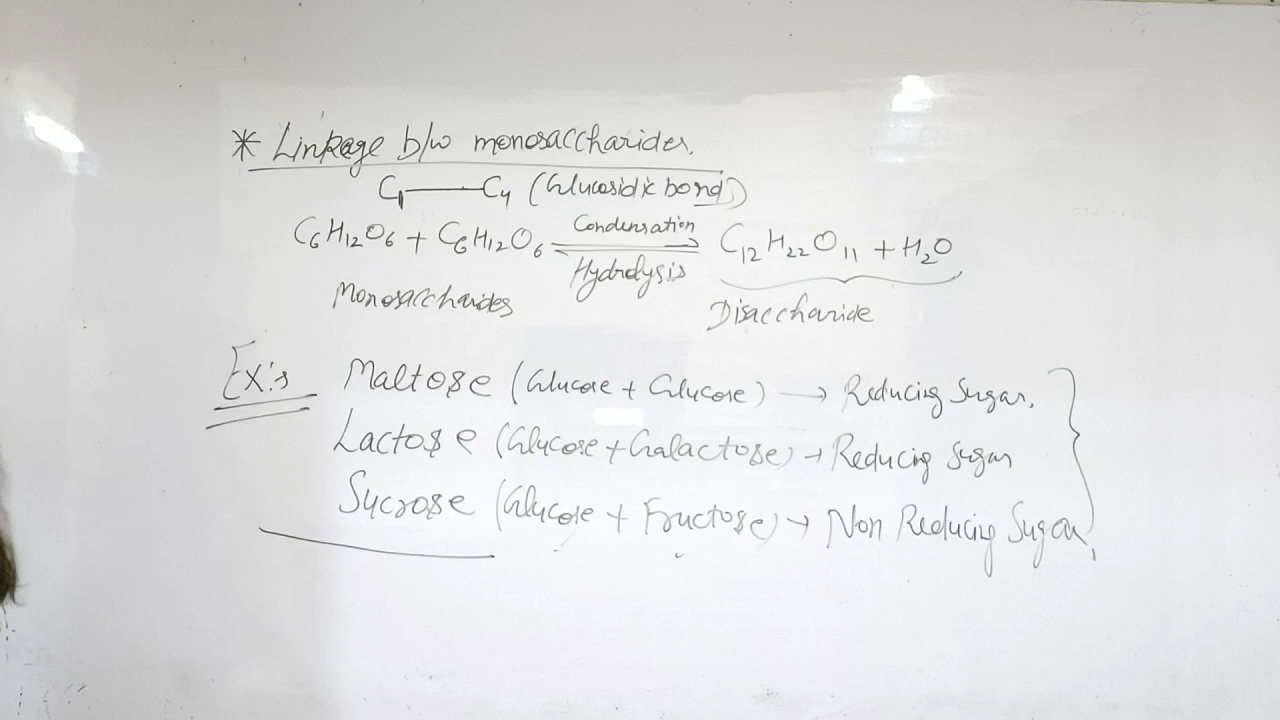 * Linkage b/w monosaccharides.
C1 — C4 (Glucosidic bond)
C6H12O6 + C6H12O6 ⇌ C12H22O11 + H2O
Condensation
Hydrolysis
Monosaccharides
Disaccharide
Ex's Maltose (Glucose + Glucose) → Reducing Sugar.
Lactose (Glucose + Galactose) → Reducing Sugar
Sucrose (Glucose + Fructose) → Non Reducing Sugar.